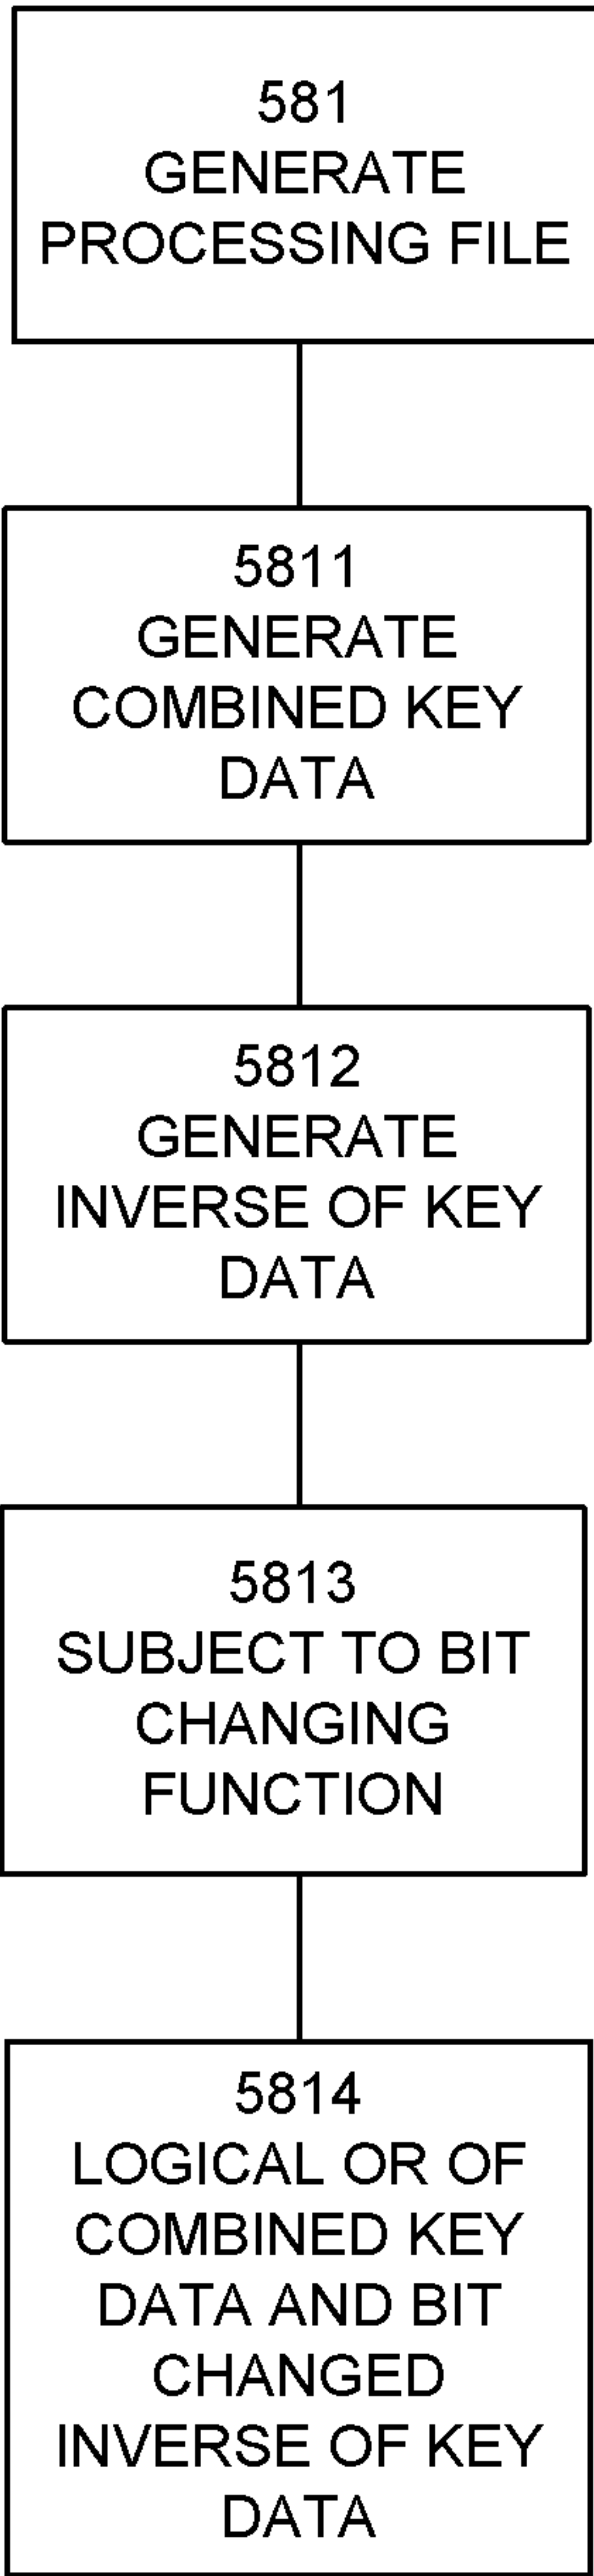 581
GENERATE
PROCESSING FILE
5811
GENERATE
COMBINED KEY
DATA
5812
GENERATE
INVERSE OF KEY
DATA
5813
SUBJECT TO BIT
CHANGING
FUNCTION
5814
LOGICAL OR OF
COMBINED KEY
DATA AND BIT
CHANGED
INVERSE OF KEY
DATA